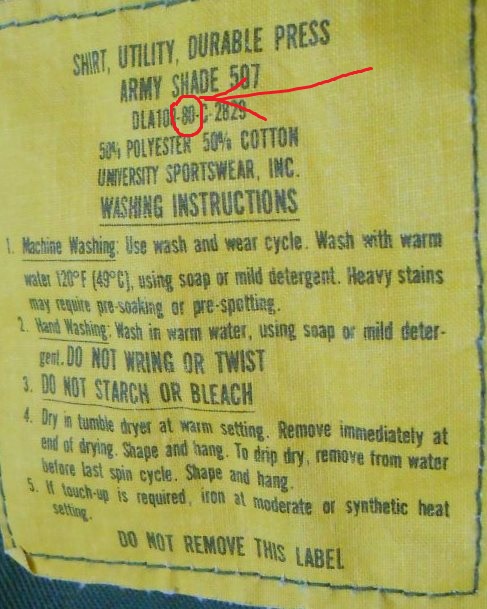 SHIRT, UTILITY, DURABLE PRESS
ARMY SHADE 507
DLA100-80-C-2829
50% POLYESTER 50% COTTON
UNIVERSITY SPORTSWEAR, INC.
WASHING INSTRUCTIONS
1. Machine Washing: Use wash and wear cycle. Wash with warm
water 120°F (49°C), using soap or mild detergent. Heavy stains
may require pre-soaking or pre-spotting.
2. Hand Washing: Wash in warm water, using soap or mild deter-
gent. DO NOT WRING OR TWIST
3. DO NOT STARCH OR BLEACH
4. Dry in tumble dryer at warm setting. Remove immediately at
end of drying. Shape and hang. To drip dry, remove from water
before last spin cycle. Shape and hang.
5. If touch-up is required, iron at moderate or synthetic heat
setting.
DO NOT REMOVE THIS LABEL